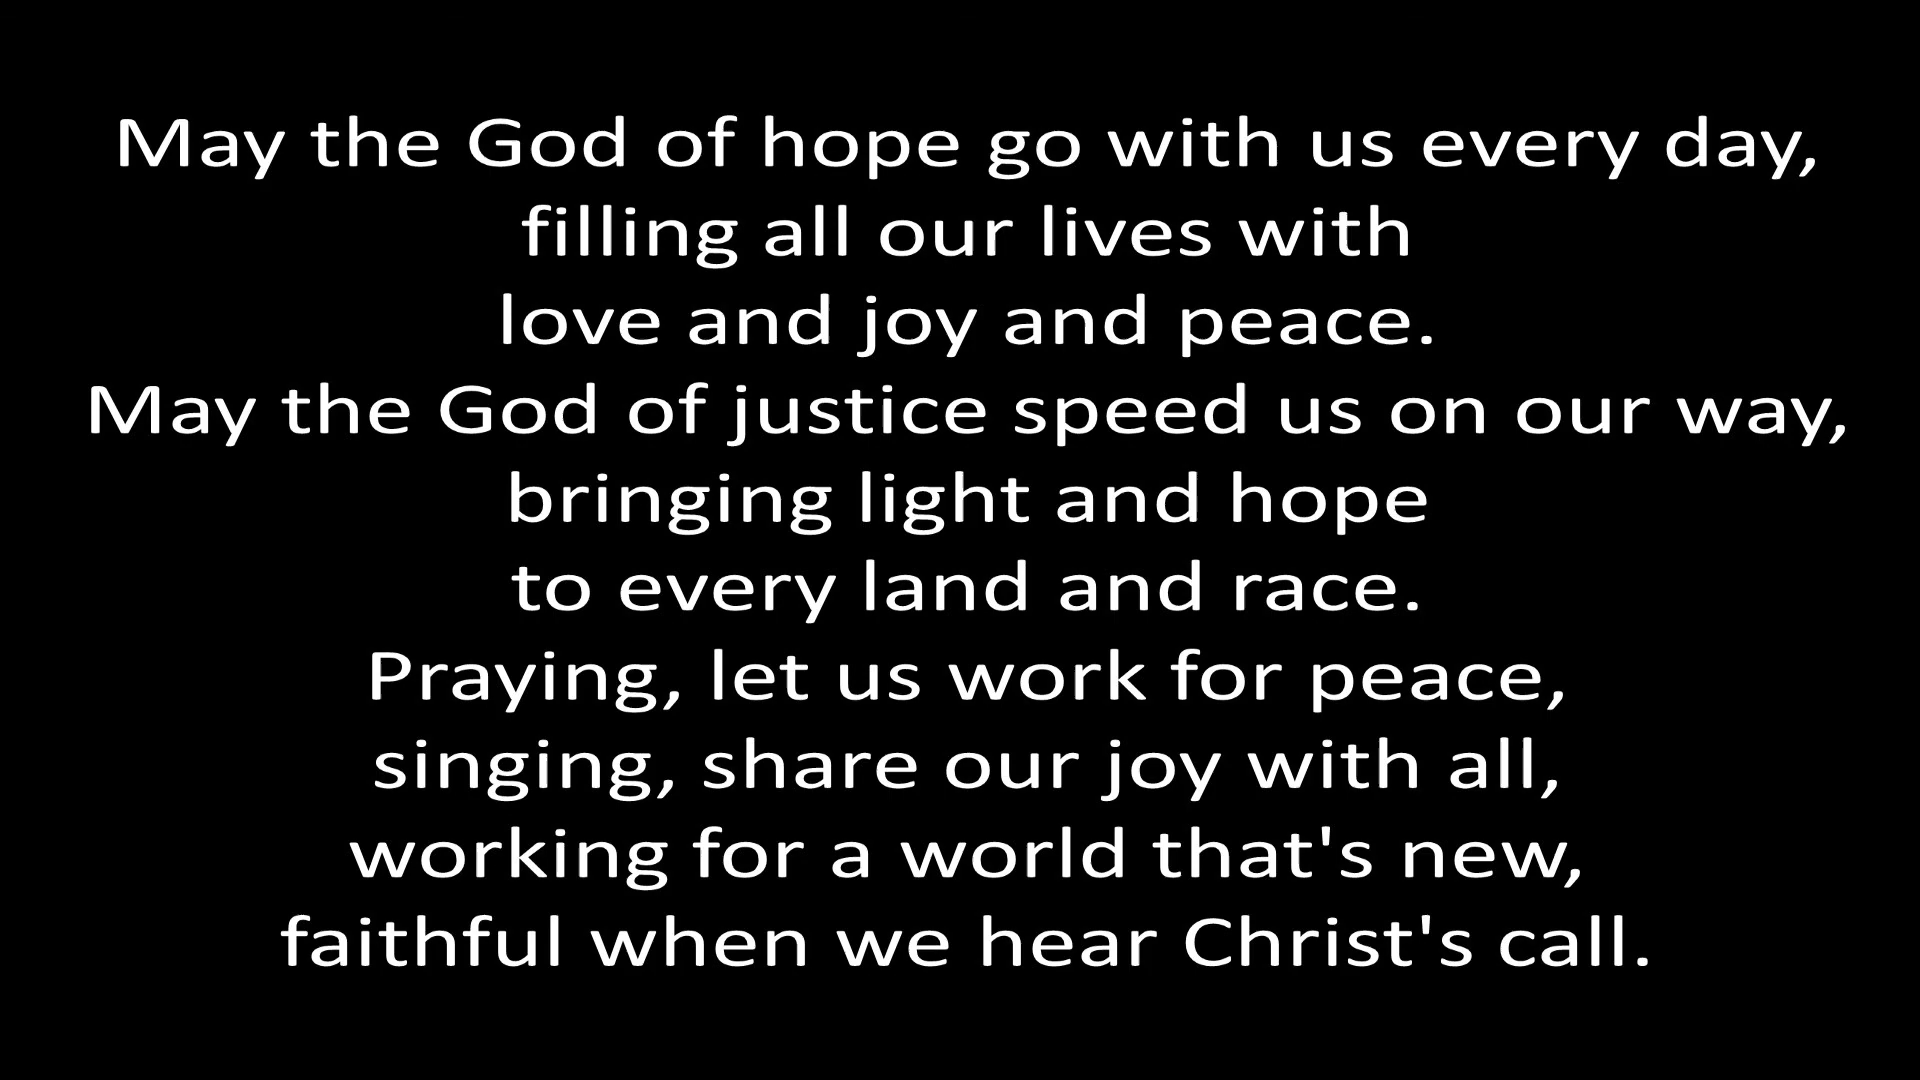 May the God of hope go with us every day,
filling all our lives with
love and joy and peace.
May the God of justice speed us on our way,
bringing light and hope
to every land and race.
Praying, let us work for peace,
singing, share our joy with all,
working for a world that's new,
faithful when we hear Christ's call.